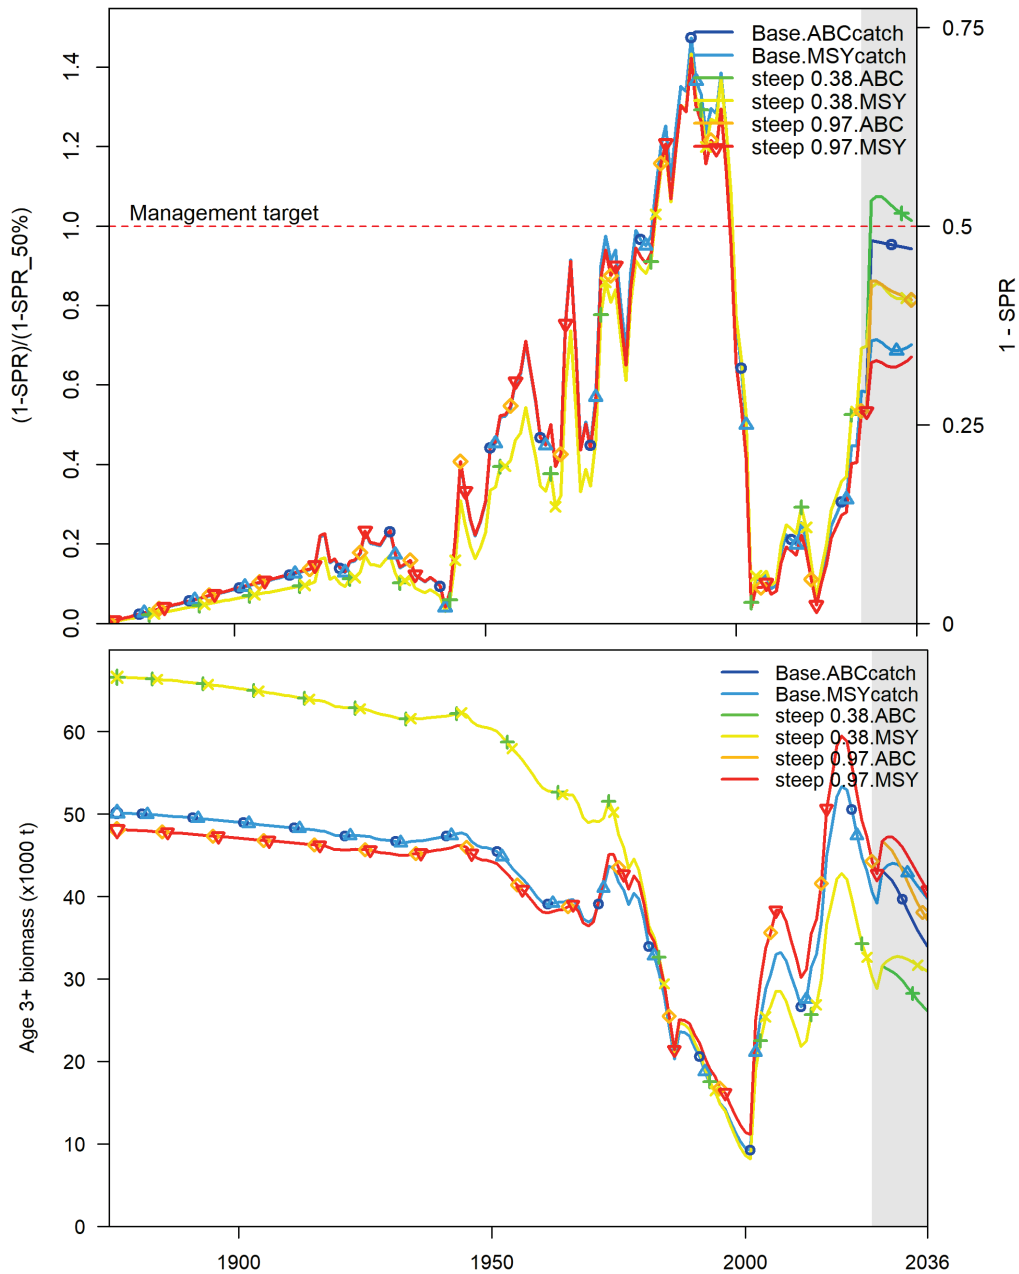 Base.ABCcatch
Base.MSYcatch
steep 0.38.ABC
steep 0.38.MSY
steep 0.97.ABC
steep 0.97.MSY
Management target
(1-SPR)/(1-SPR_50%)
0.0
0.2
0.4
0.6
0.8
1.0
1.2
1.4
1 - SPR
0
0.25
0.5
0.75
Base.ABCcatch
Base.MSYcatch
steep 0.38.ABC
steep 0.38.MSY
steep 0.97.ABC
steep 0.97.MSY
Age 3+ biomass (x1000 t)
0
10
20
30
40
50
60
1900
1950
2000
2036